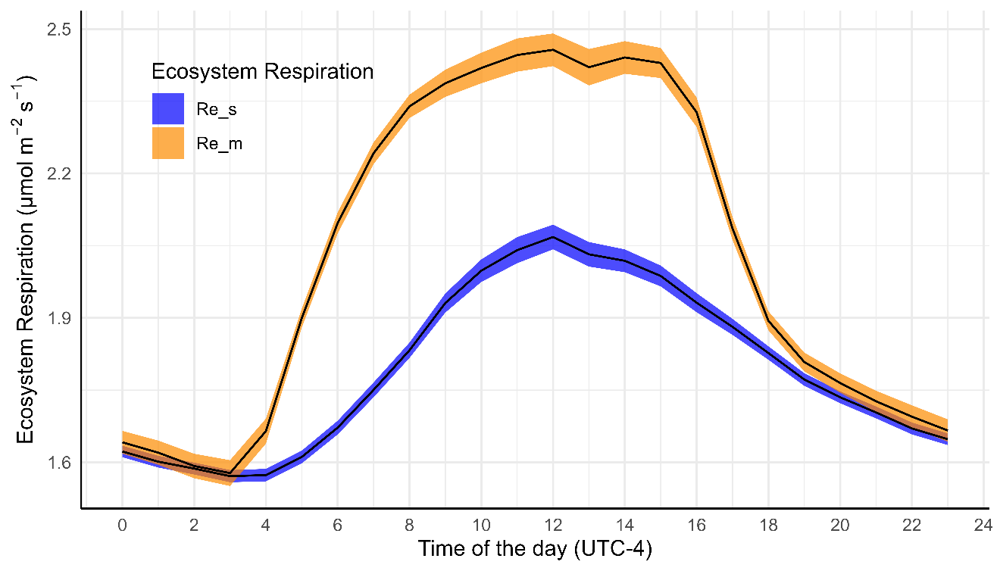 Ecosystem Respiration (μmol m⁻² s⁻¹)
2.5
2.2
1.9
1.6
Ecosystem Respiration
Re_s
Re_m
0 2 4 6 8 10 12 14 16 18 20 22 24
Time of the day (UTC-4)